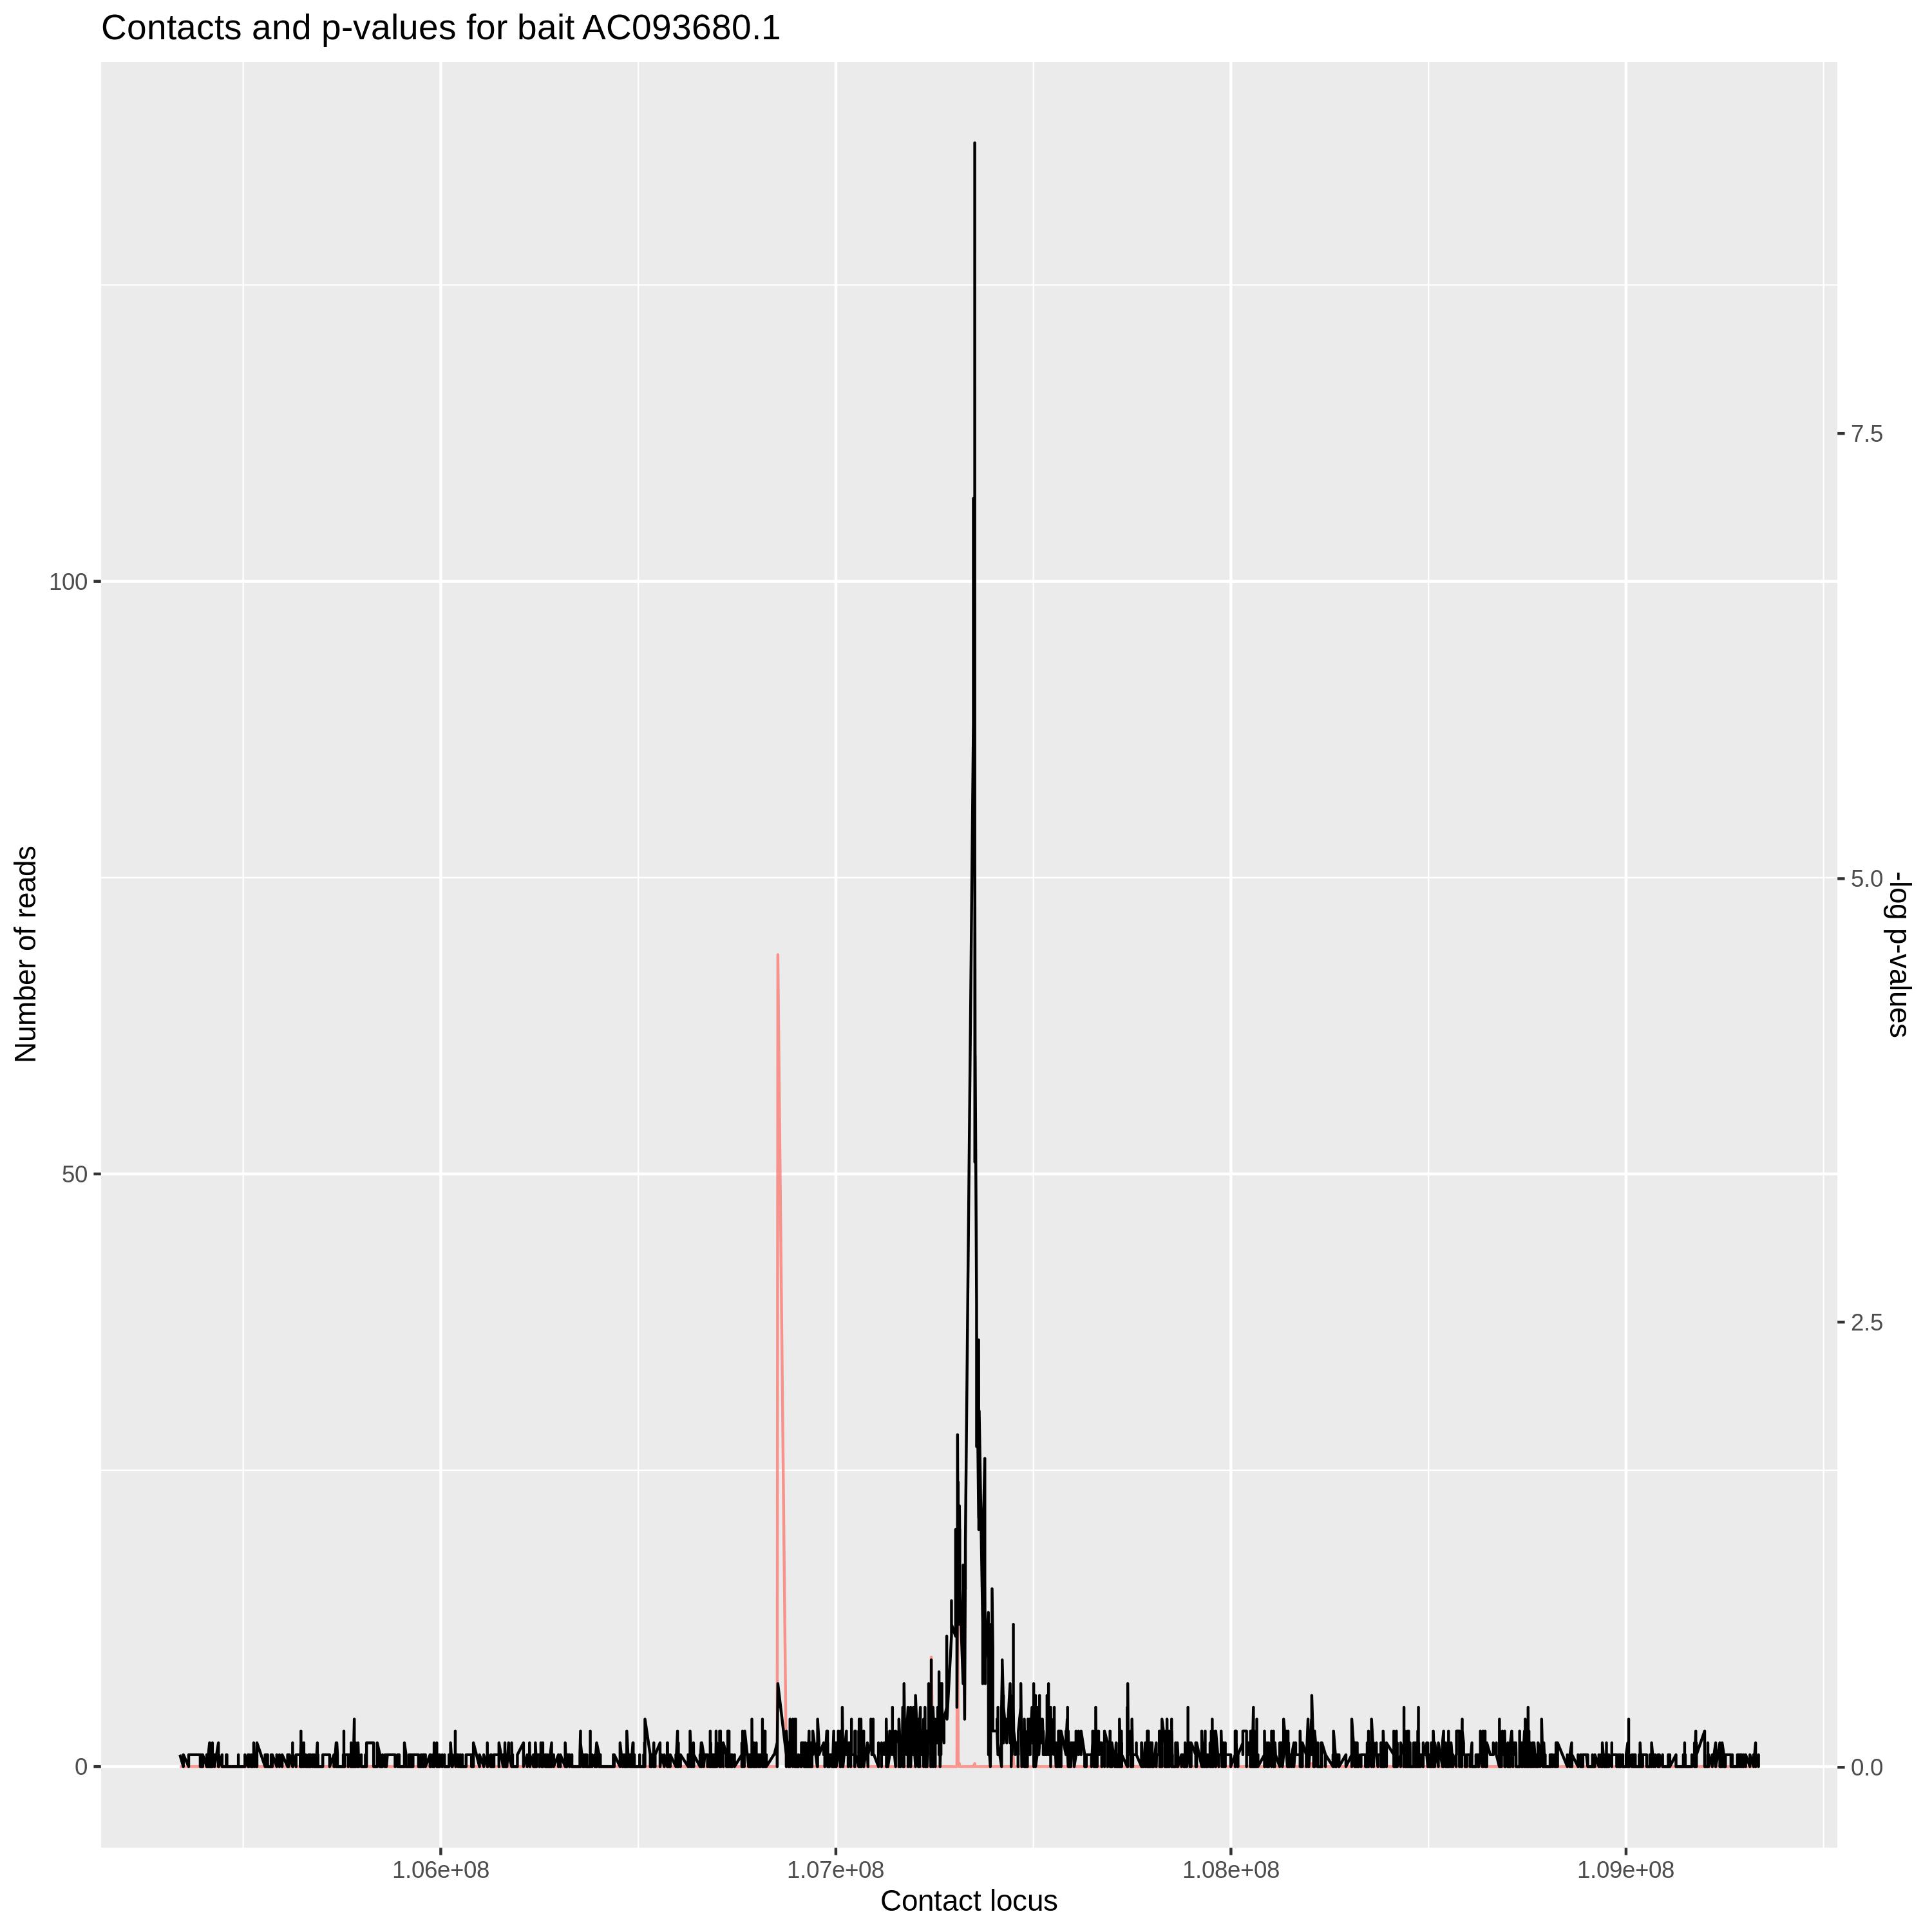 Contacts and p-values for bait AC093680.1
Number of reads
100
50
0
7.5
5.0
2.5
0.0
-log p-values
1.06e+08
1.07e+08
1.08e+08
1.09e+08
Contact locus